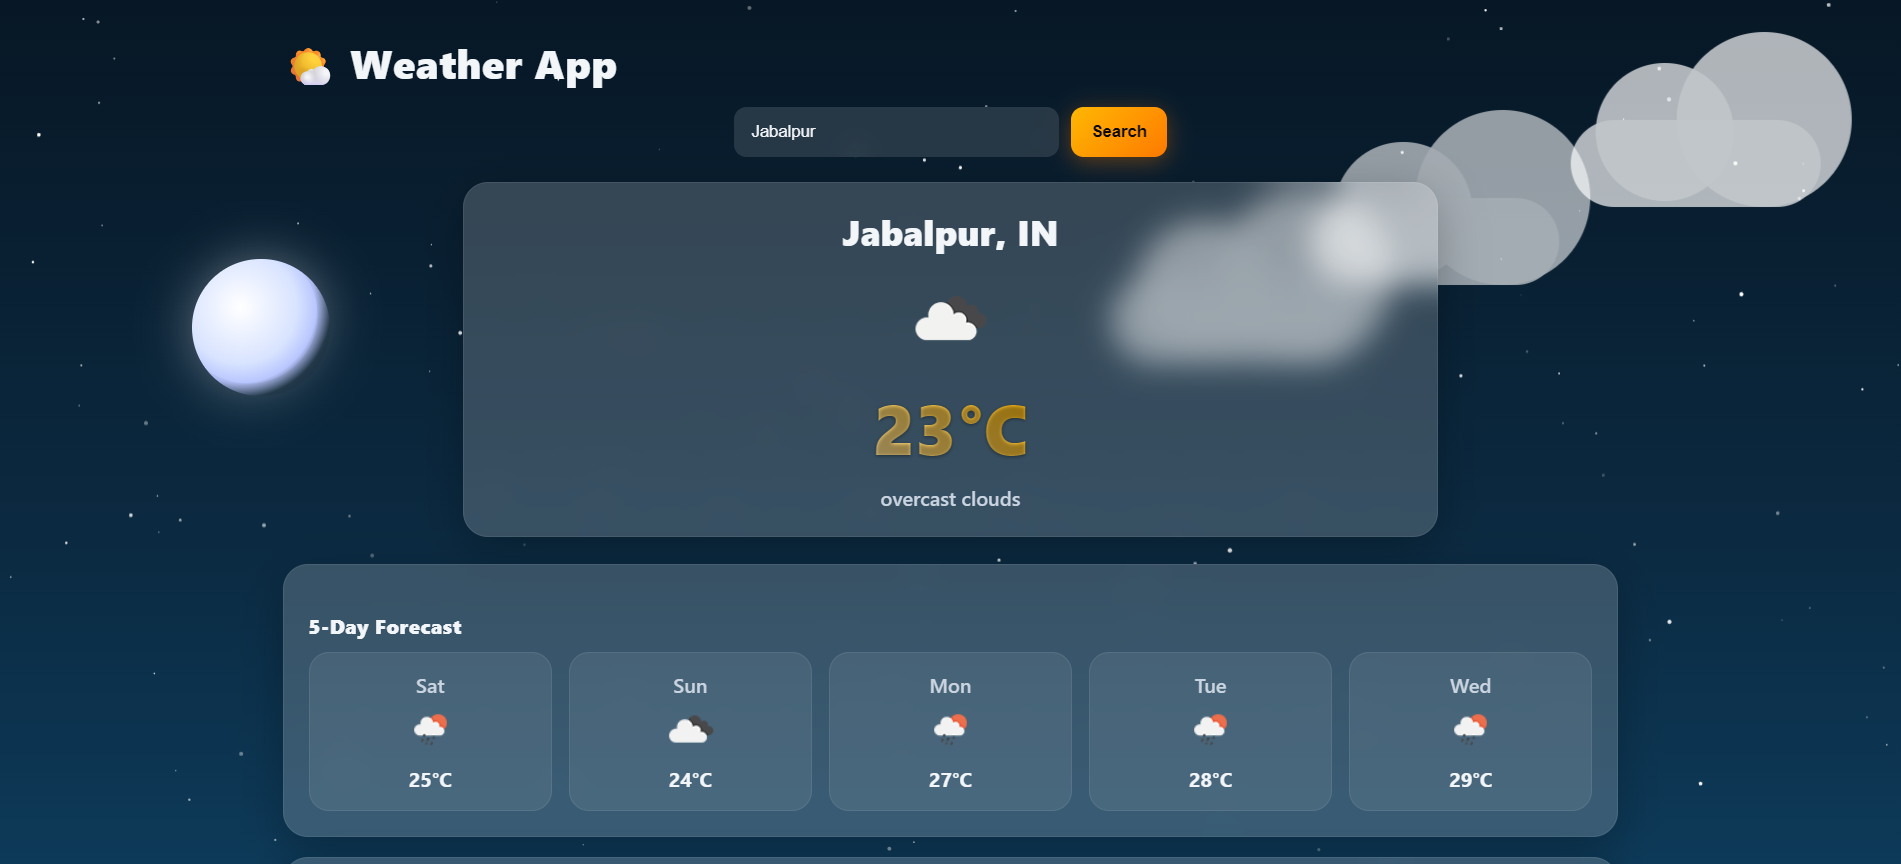 Weather App
Jabalpur
Search
Jabalpur, IN
23°C
overcast clouds
5-Day Forecast
Sat
Sun
Mon
Tue
Wed
25°C
24°C
27°C
28°C
29°C